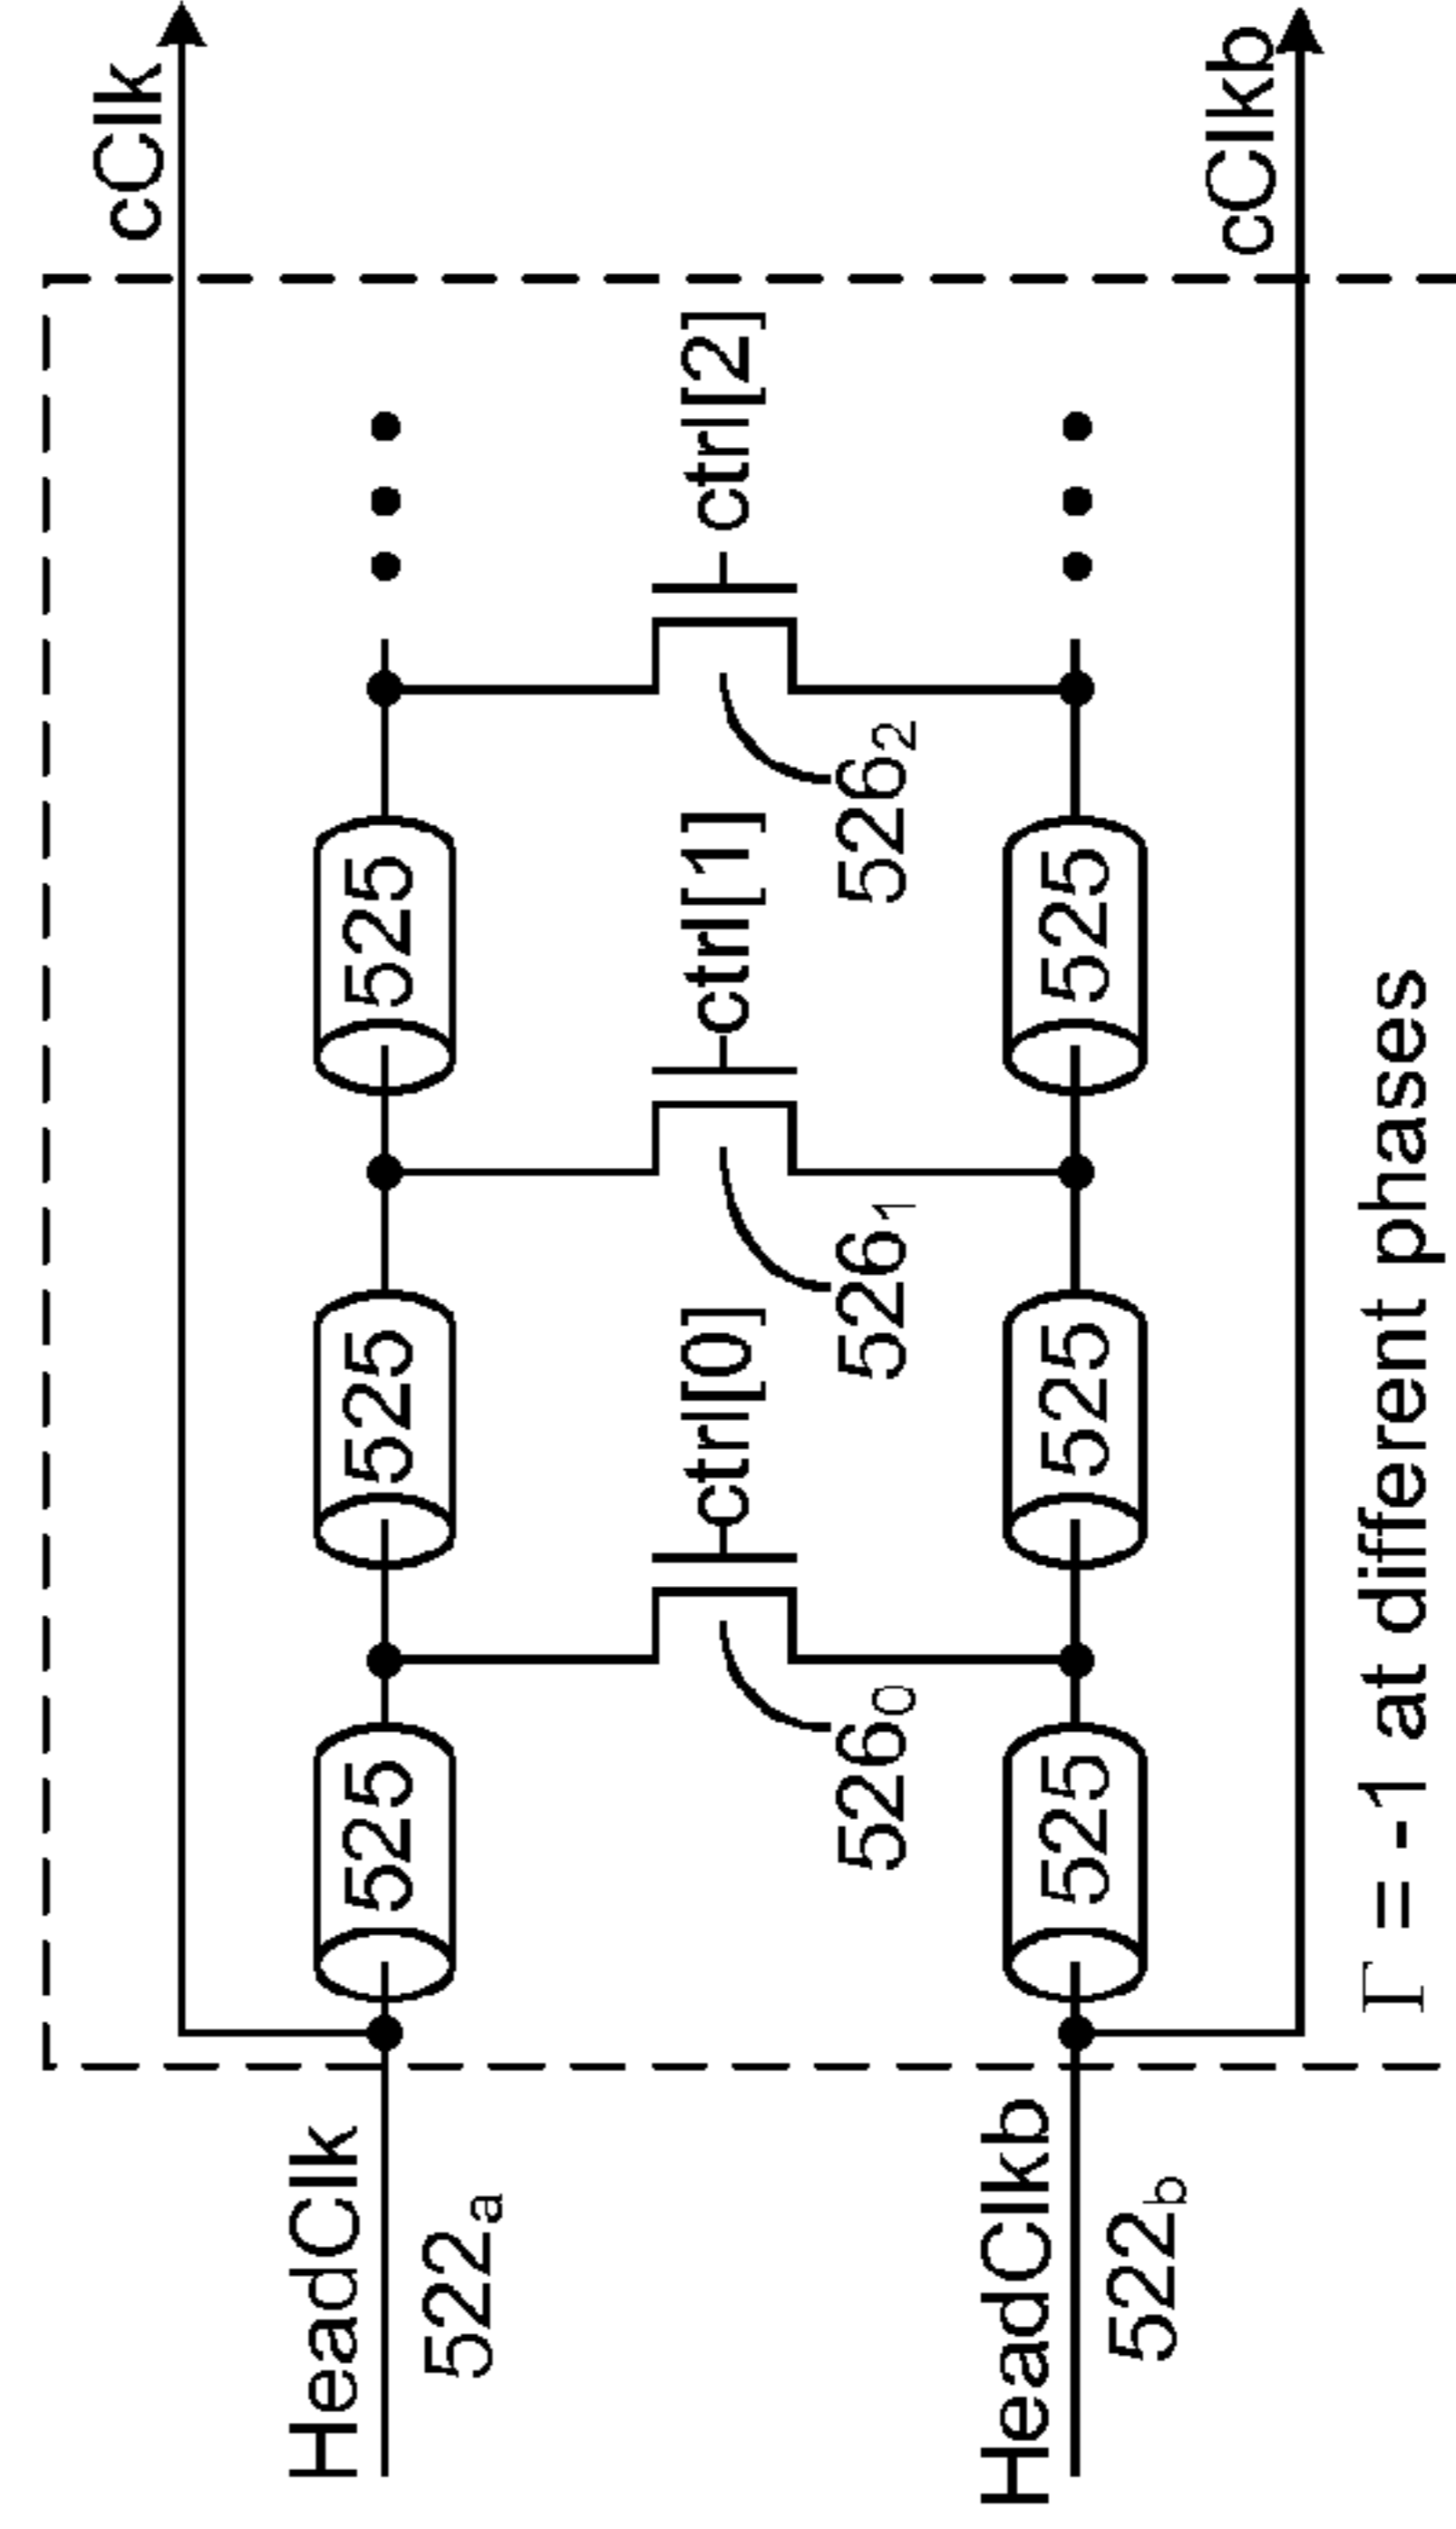 cClk
HeadClk
522a
525 525 525
ctrl[0] ctrl[1] ctrl[2]
5260 5261 5262
HeadClkb
522b
525 525 525
cClkb
Γ = -1 at different phases